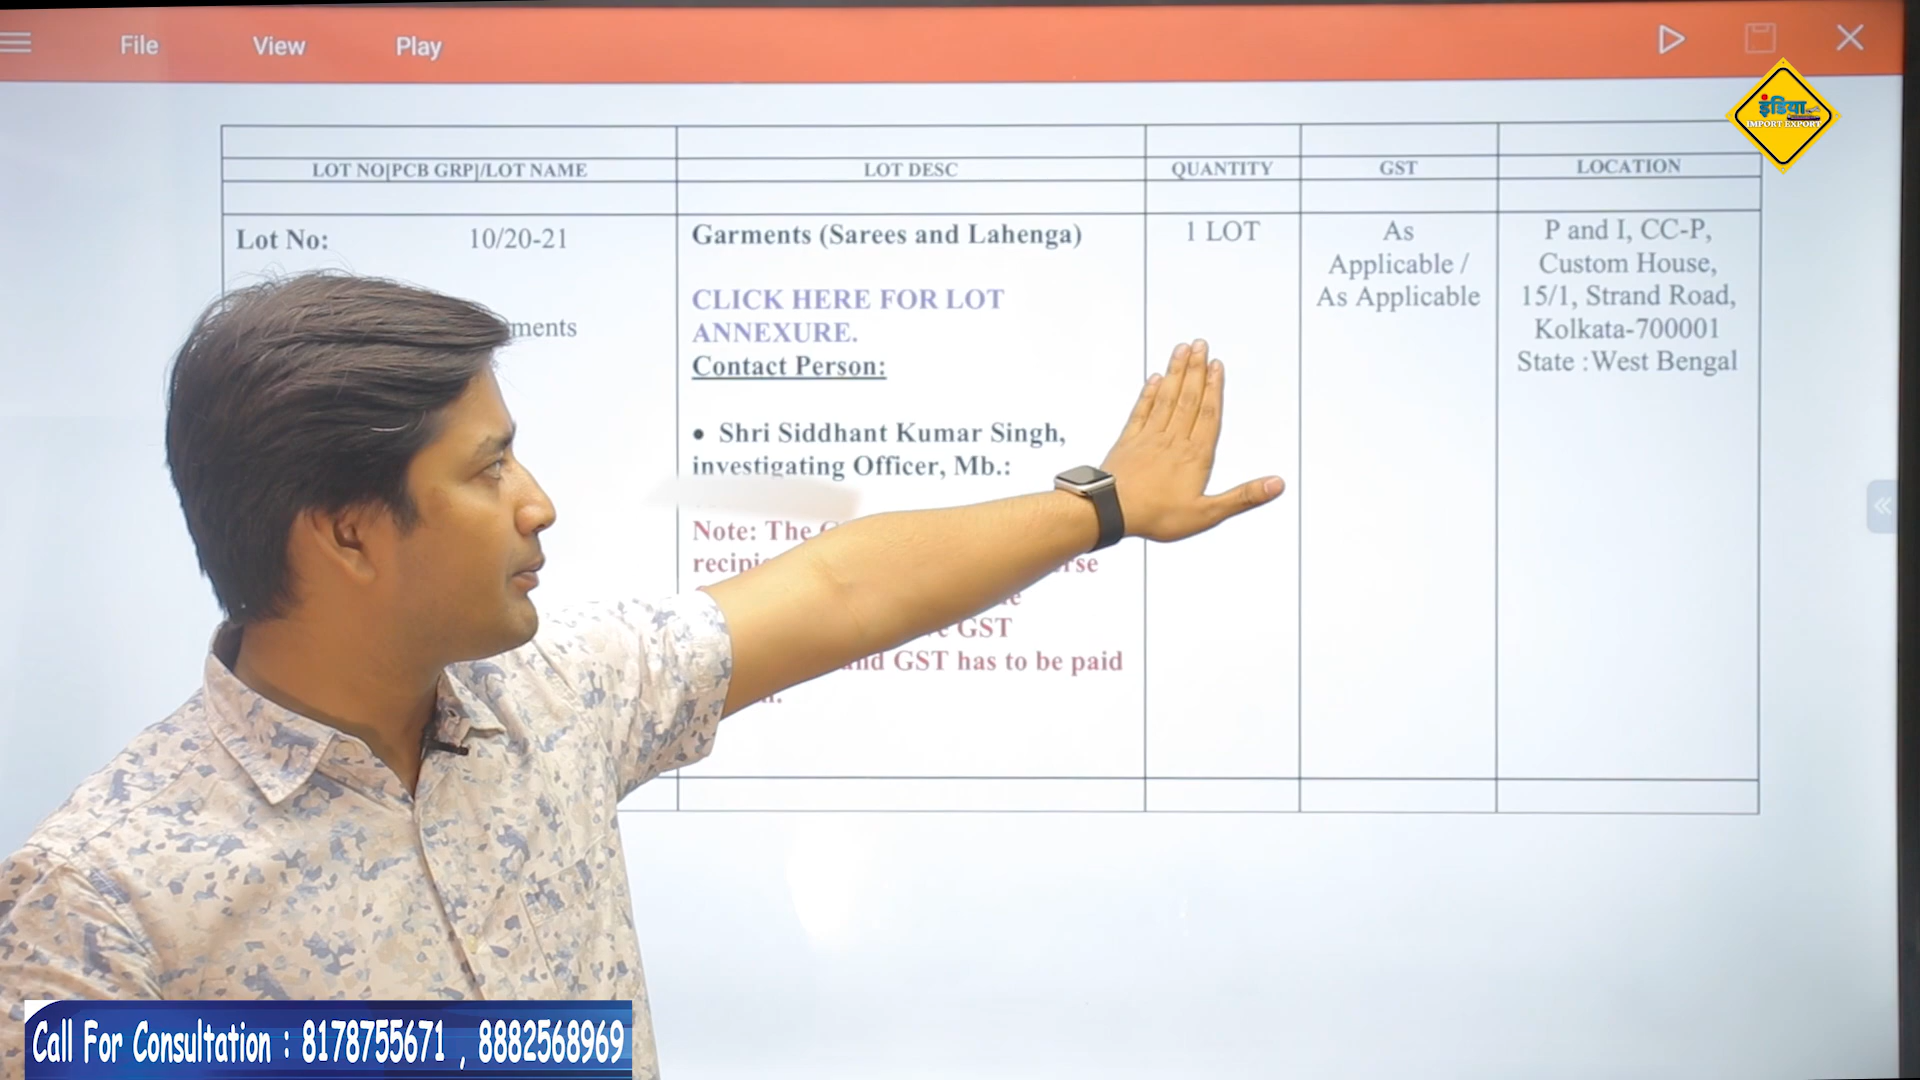 File View Play
इंडिया
IMPORT EXPORT
LOT NO[PCB GRP]/LOT NAME LOT DESC QUANTITY GST LOCATION
Lot No: 10/20-21
Garments (Sarees and Lahenga)
CLICK HERE FOR LOT
ANNEXURE.
Contact Person:
• Shri Siddhant Kumar Singh,
investigating Officer, Mb.:
Note: The
GST
GST has to be paid
1 LOT
As
Applicable /
As Applicable
P and I, CC-P,
Custom House,
15/1, Strand Road,
Kolkata-700001
State :West Bengal
Call For Consultation : 8178755671 , 8882568969